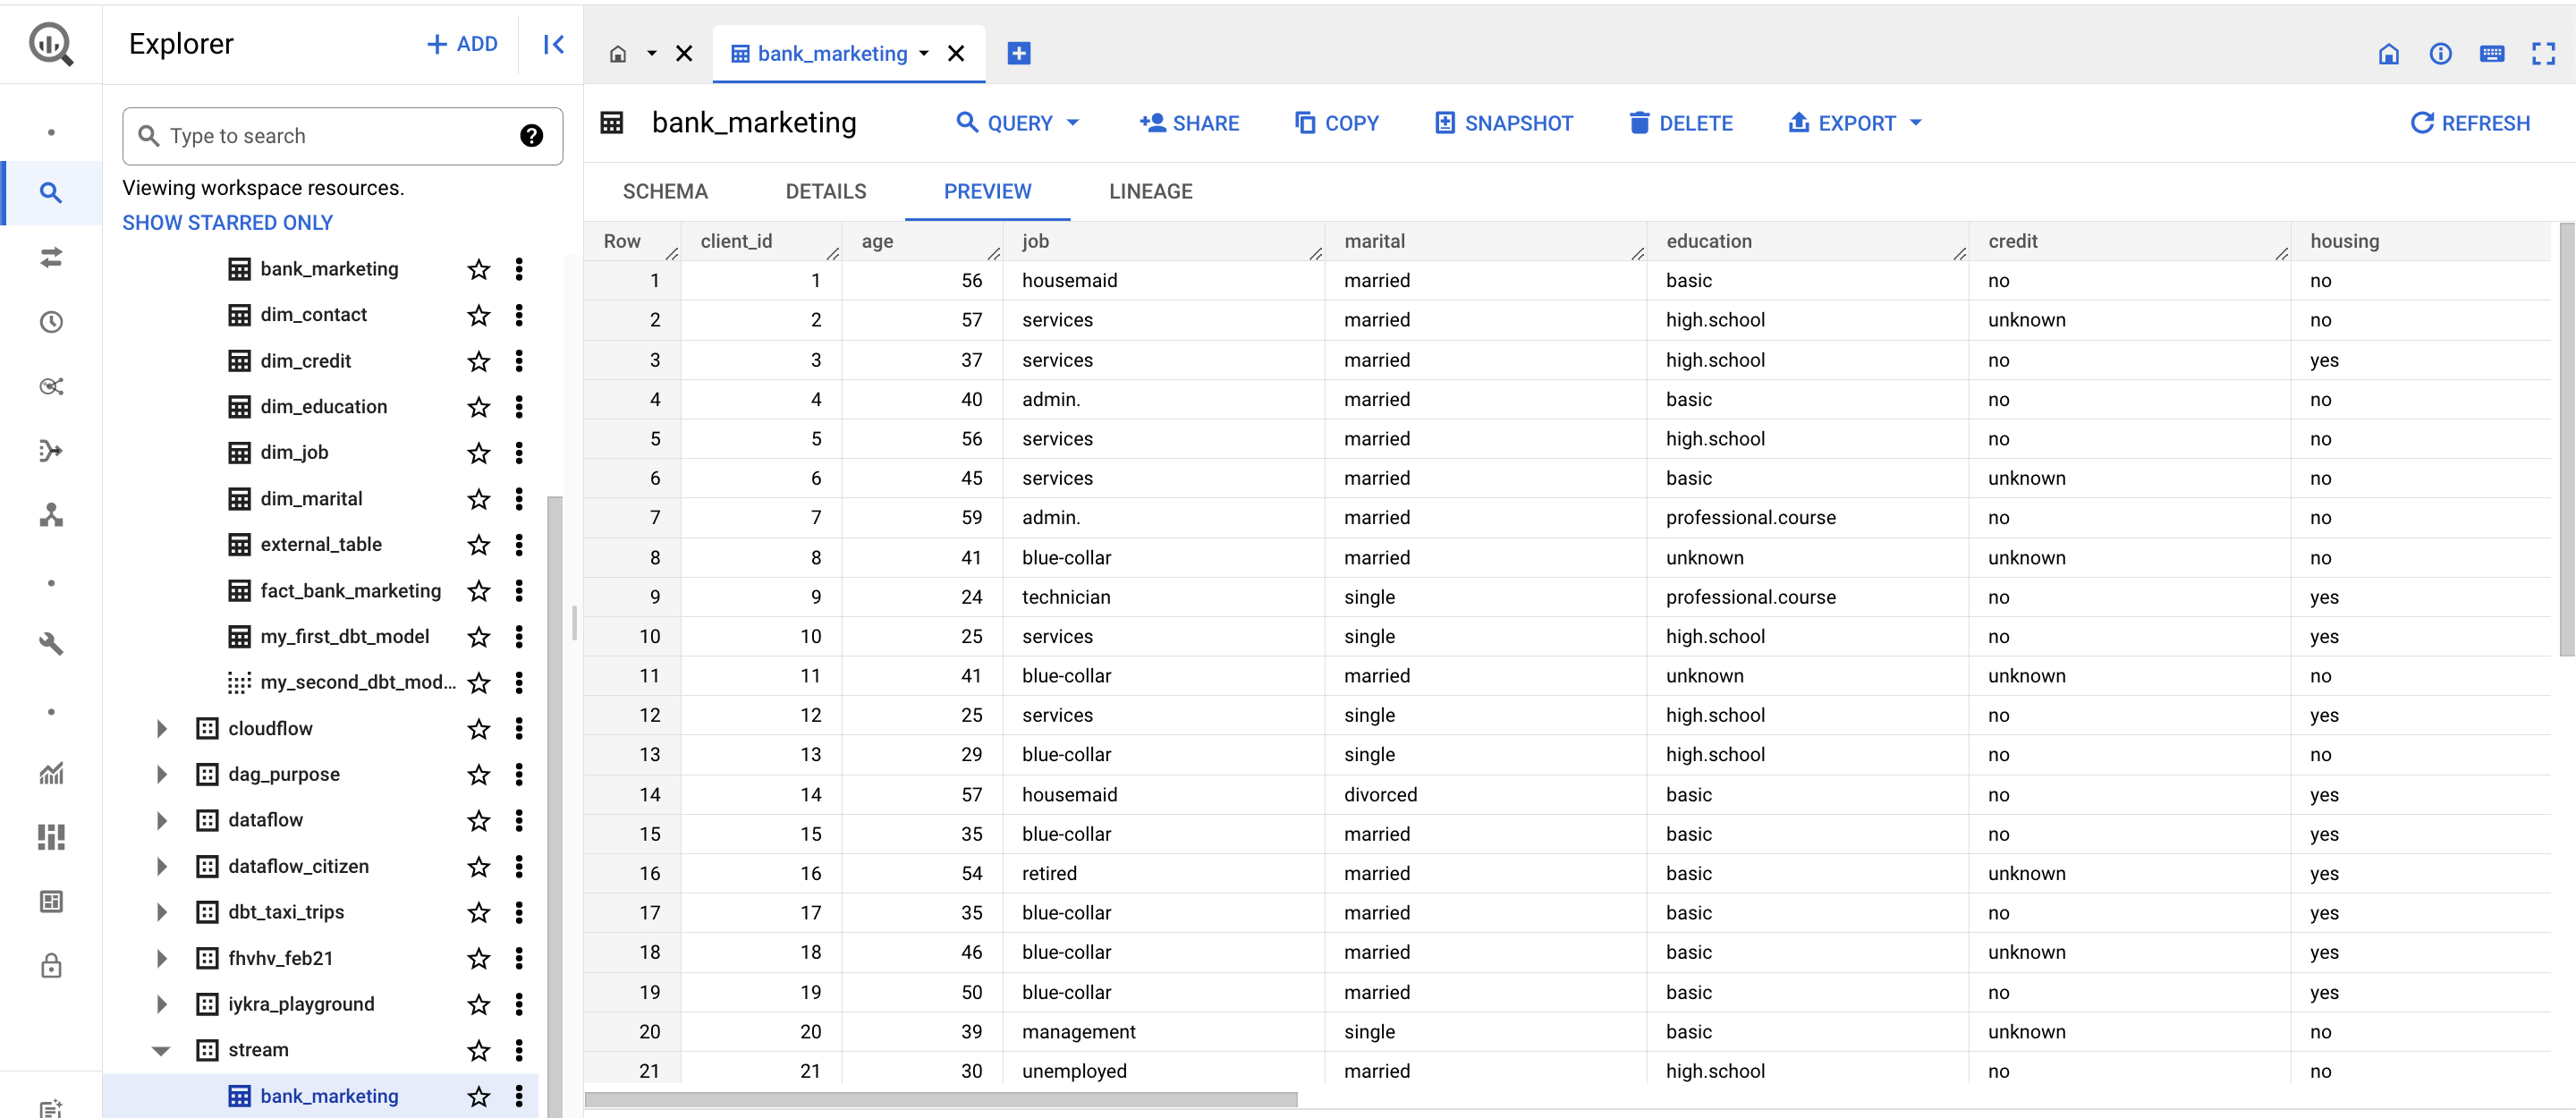 Explorer
+ ADD
Type to search
Viewing workspace resources.
SHOW STARRED ONLY
bank_marketing
dim_contact
dim_credit
dim_education
dim_job
dim_marital
external_table
fact_bank_marketing
my_first_dbt_model
my_second_dbt_mod...
cloudflow
dag_purpose
dataflow
dataflow_citizen
dbt_taxi_trips
fhvhv_feb21
iykra_playground
stream
bank_marketing
bank_marketing
bank_marketing QUERY SHARE COPY SNAPSHOT DELETE EXPORT REFRESH
SCHEMA DETAILS PREVIEW LINEAGE
Row client_id age job marital education credit housing
1 1 56 housemaid married basic no no
2 2 57 services married high.school unknown no
3 3 37 services married high.school no yes
4 4 40 admin. married basic no no
5 5 56 services married high.school no no
6 6 45 services married basic unknown no
7 7 59 admin. married professional.course no no
8 8 41 blue-collar married unknown unknown no
9 9 24 technician single professional.course no yes
10 10 25 services single high.school no yes
11 11 41 blue-collar married unknown unknown no
12 12 25 services single high.school no yes
13 13 29 blue-collar single high.school no no
14 14 57 housemaid divorced basic no yes
15 15 35 blue-collar married basic no yes
16 16 54 retired married basic unknown yes
17 17 35 blue-collar married basic no yes
18 18 46 blue-collar married basic unknown yes
19 19 50 blue-collar married basic no yes
20 20 39 management single basic unknown no
21 21 30 unemployed married high.school no no